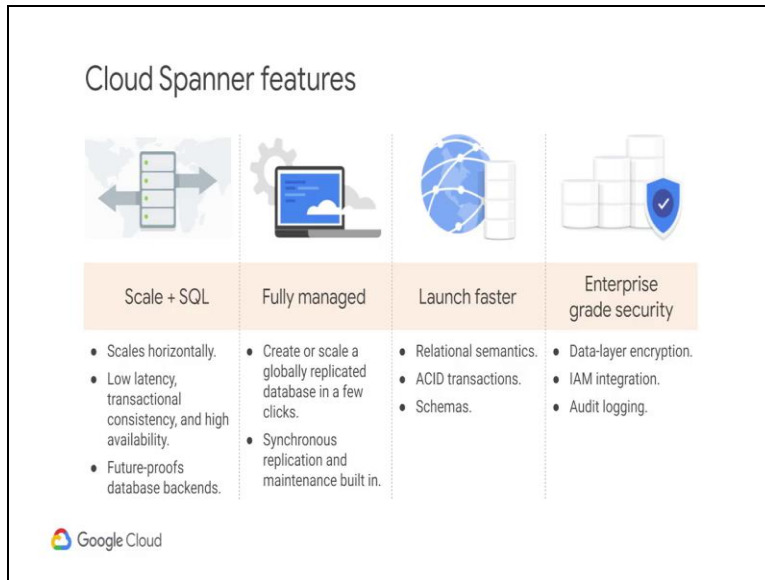 Cloud Spanner features
Scale + SQL
● Scales horizontally.
● Low latency,
transactional
consistency, and high
availability.
● Future-proofs
database backends.
Fully managed
● Create or scale a
globally replicated
database in a few
clicks.
● Synchronous
replication and
maintenance built in.
Launch faster
● Relational semantics.
● ACID transactions.
● Schemas.
Enterprise
grade security
● Data-layer encryption.
● IAM integration.
● Audit logging.
Google Cloud